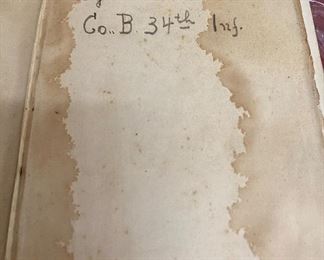 Co. B. 34th Inf.